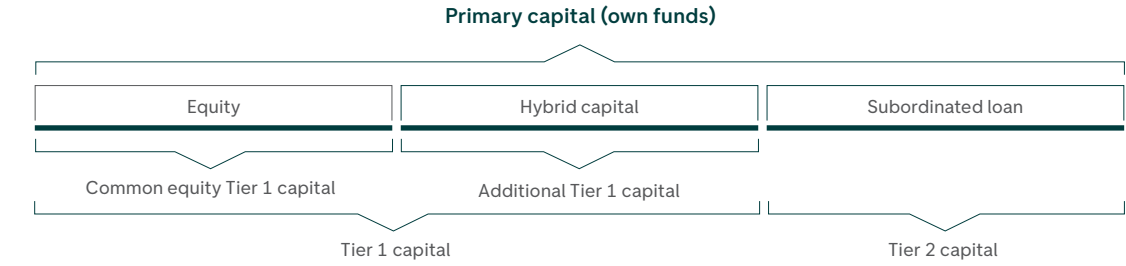 Primary capital (own funds)
Equity
Hybrid capital
Subordinated loan
Common equity Tier 1 capital
Additional Tier 1 capital
Tier 1 capital
Tier 2 capital